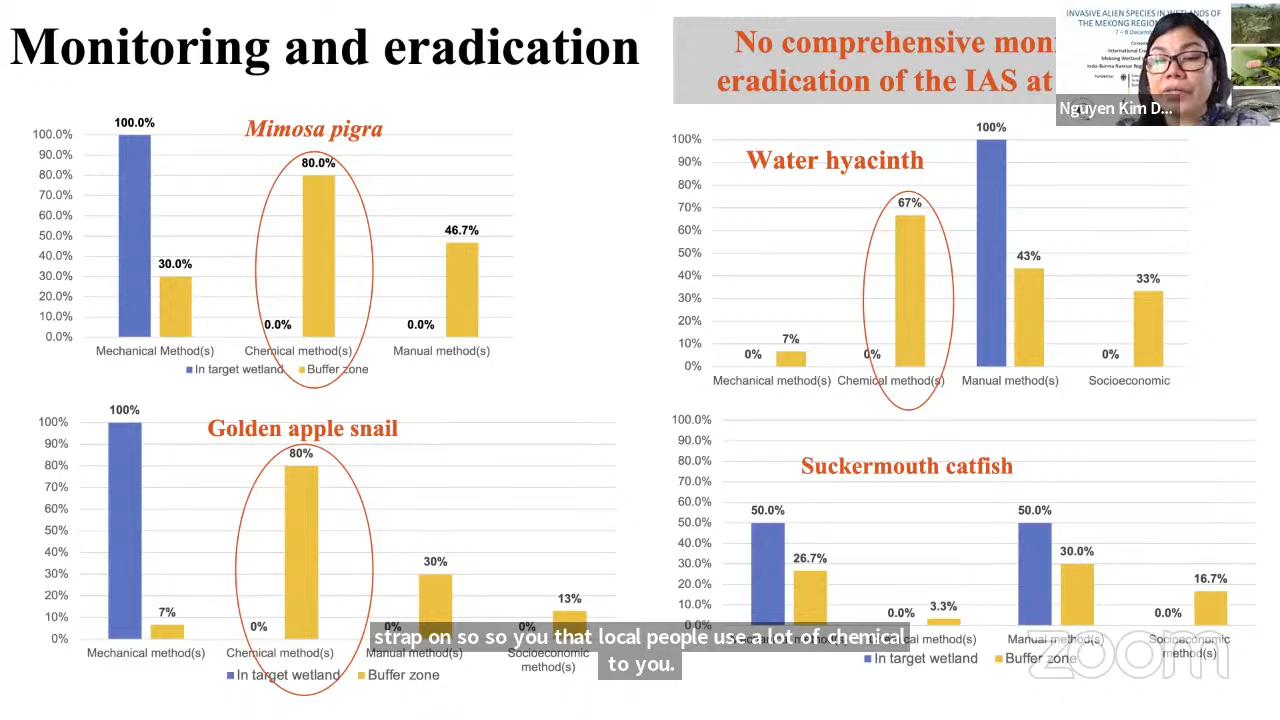 Monitoring and eradication
No comprehensive
eradication of the IAS at
INVASIVE ALIEN SPECIES IN WETLANDS OF
THE MEKONG
7 – 8
Nguyen Kim D...
Mimosa pigra
100.0%
90.0%
80.0%
70.0%
60.0%
50.0%
40.0%
30.0%
20.0%
10.0%
0.0%
100.0%
30.0%
0.0%
80.0%
0.0%
46.7%
Mechanical Method(s)
Chemical method(s)
Manual method(s)
In target wetland
Buffer zone
Water hyacinth
100%
90%
80%
70%
60%
50%
40%
30%
20%
10%
0%
0%
7%
0%
67%
100%
43%
0%
33%
Mechanical method(s)
Chemical method(s)
Manual method(s)
Socioeconomic
Golden apple snail
100%
90%
80%
70%
60%
50%
40%
30%
20%
10%
0%
100%
7%
0%
80%
0%
30%
0%
13%
Mechanical method(s)
Chemical method(s)
Manual method(s)
Socioeconomic
method(s)
In target wetland
Buffer zone
Suckermouth catfish
100.0%
90.0%
80.0%
70.0%
60.0%
50.0%
40.0%
30.0%
20.0%
10.0%
0.0%
50.0%
26.7%
0.0%
3.3%
50.0%
30.0%
0.0%
16.7%
Mechanical method(s)
Chemical method(s)
Manual method(s)
Socioeconomic
method(s)
In target wetland
Buffer zone
strap on so so you that local people use a lot of chemical
to you.
zoom